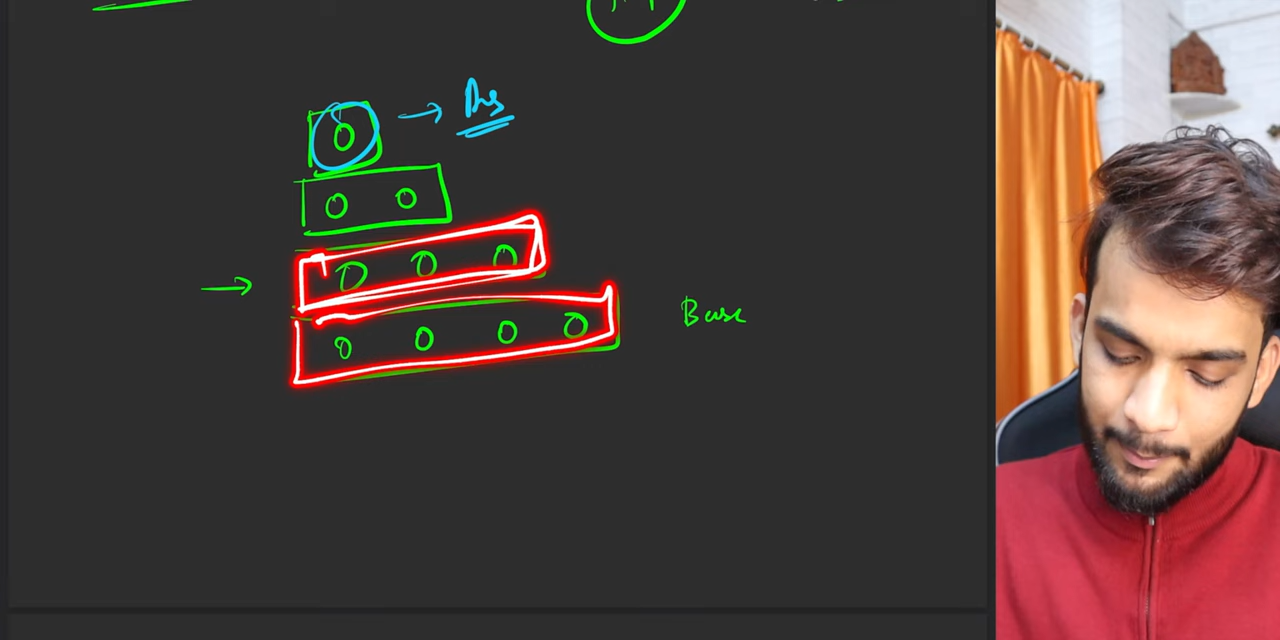 0 → Ans
0 0
→ 0 0 0
0 0 0 0 Base